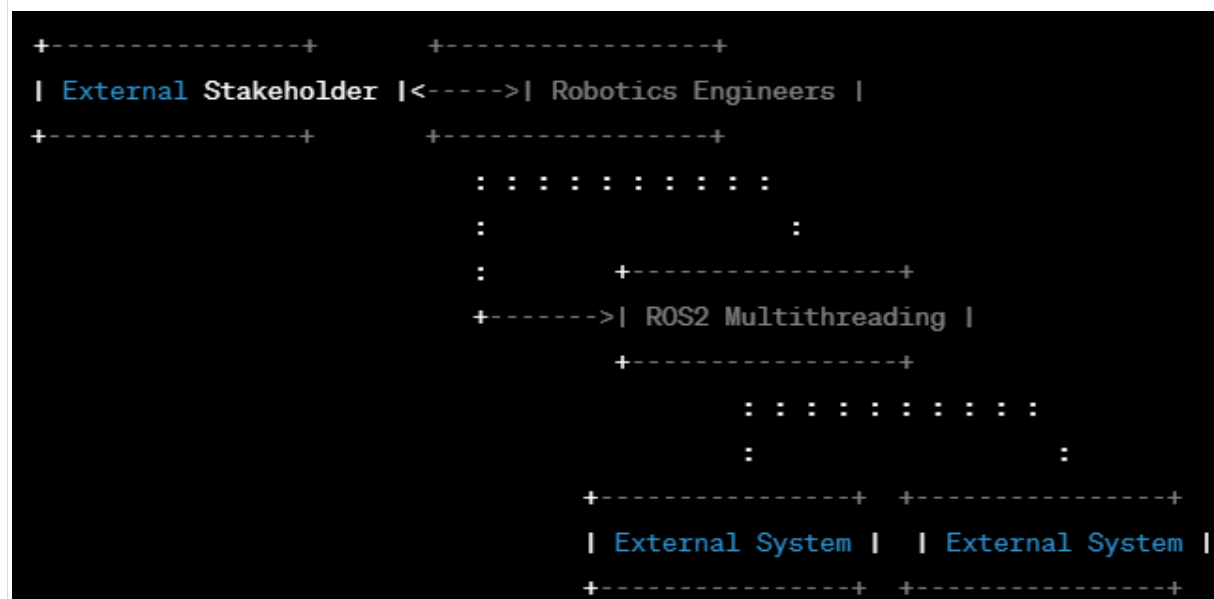 +----------------+ +-----------------+
| External Stakeholder |<----->| Robotics Engineers |
+----------------+ +-----------------+
: : : : : : : : : :
: :
: +-----------------+
+------->| ROS2 Multithreading |
+-----------------+
: : : : : : : : : :
: :
+----------------+ +----------------+
| External System | | External System |
+----------------+ +----------------+